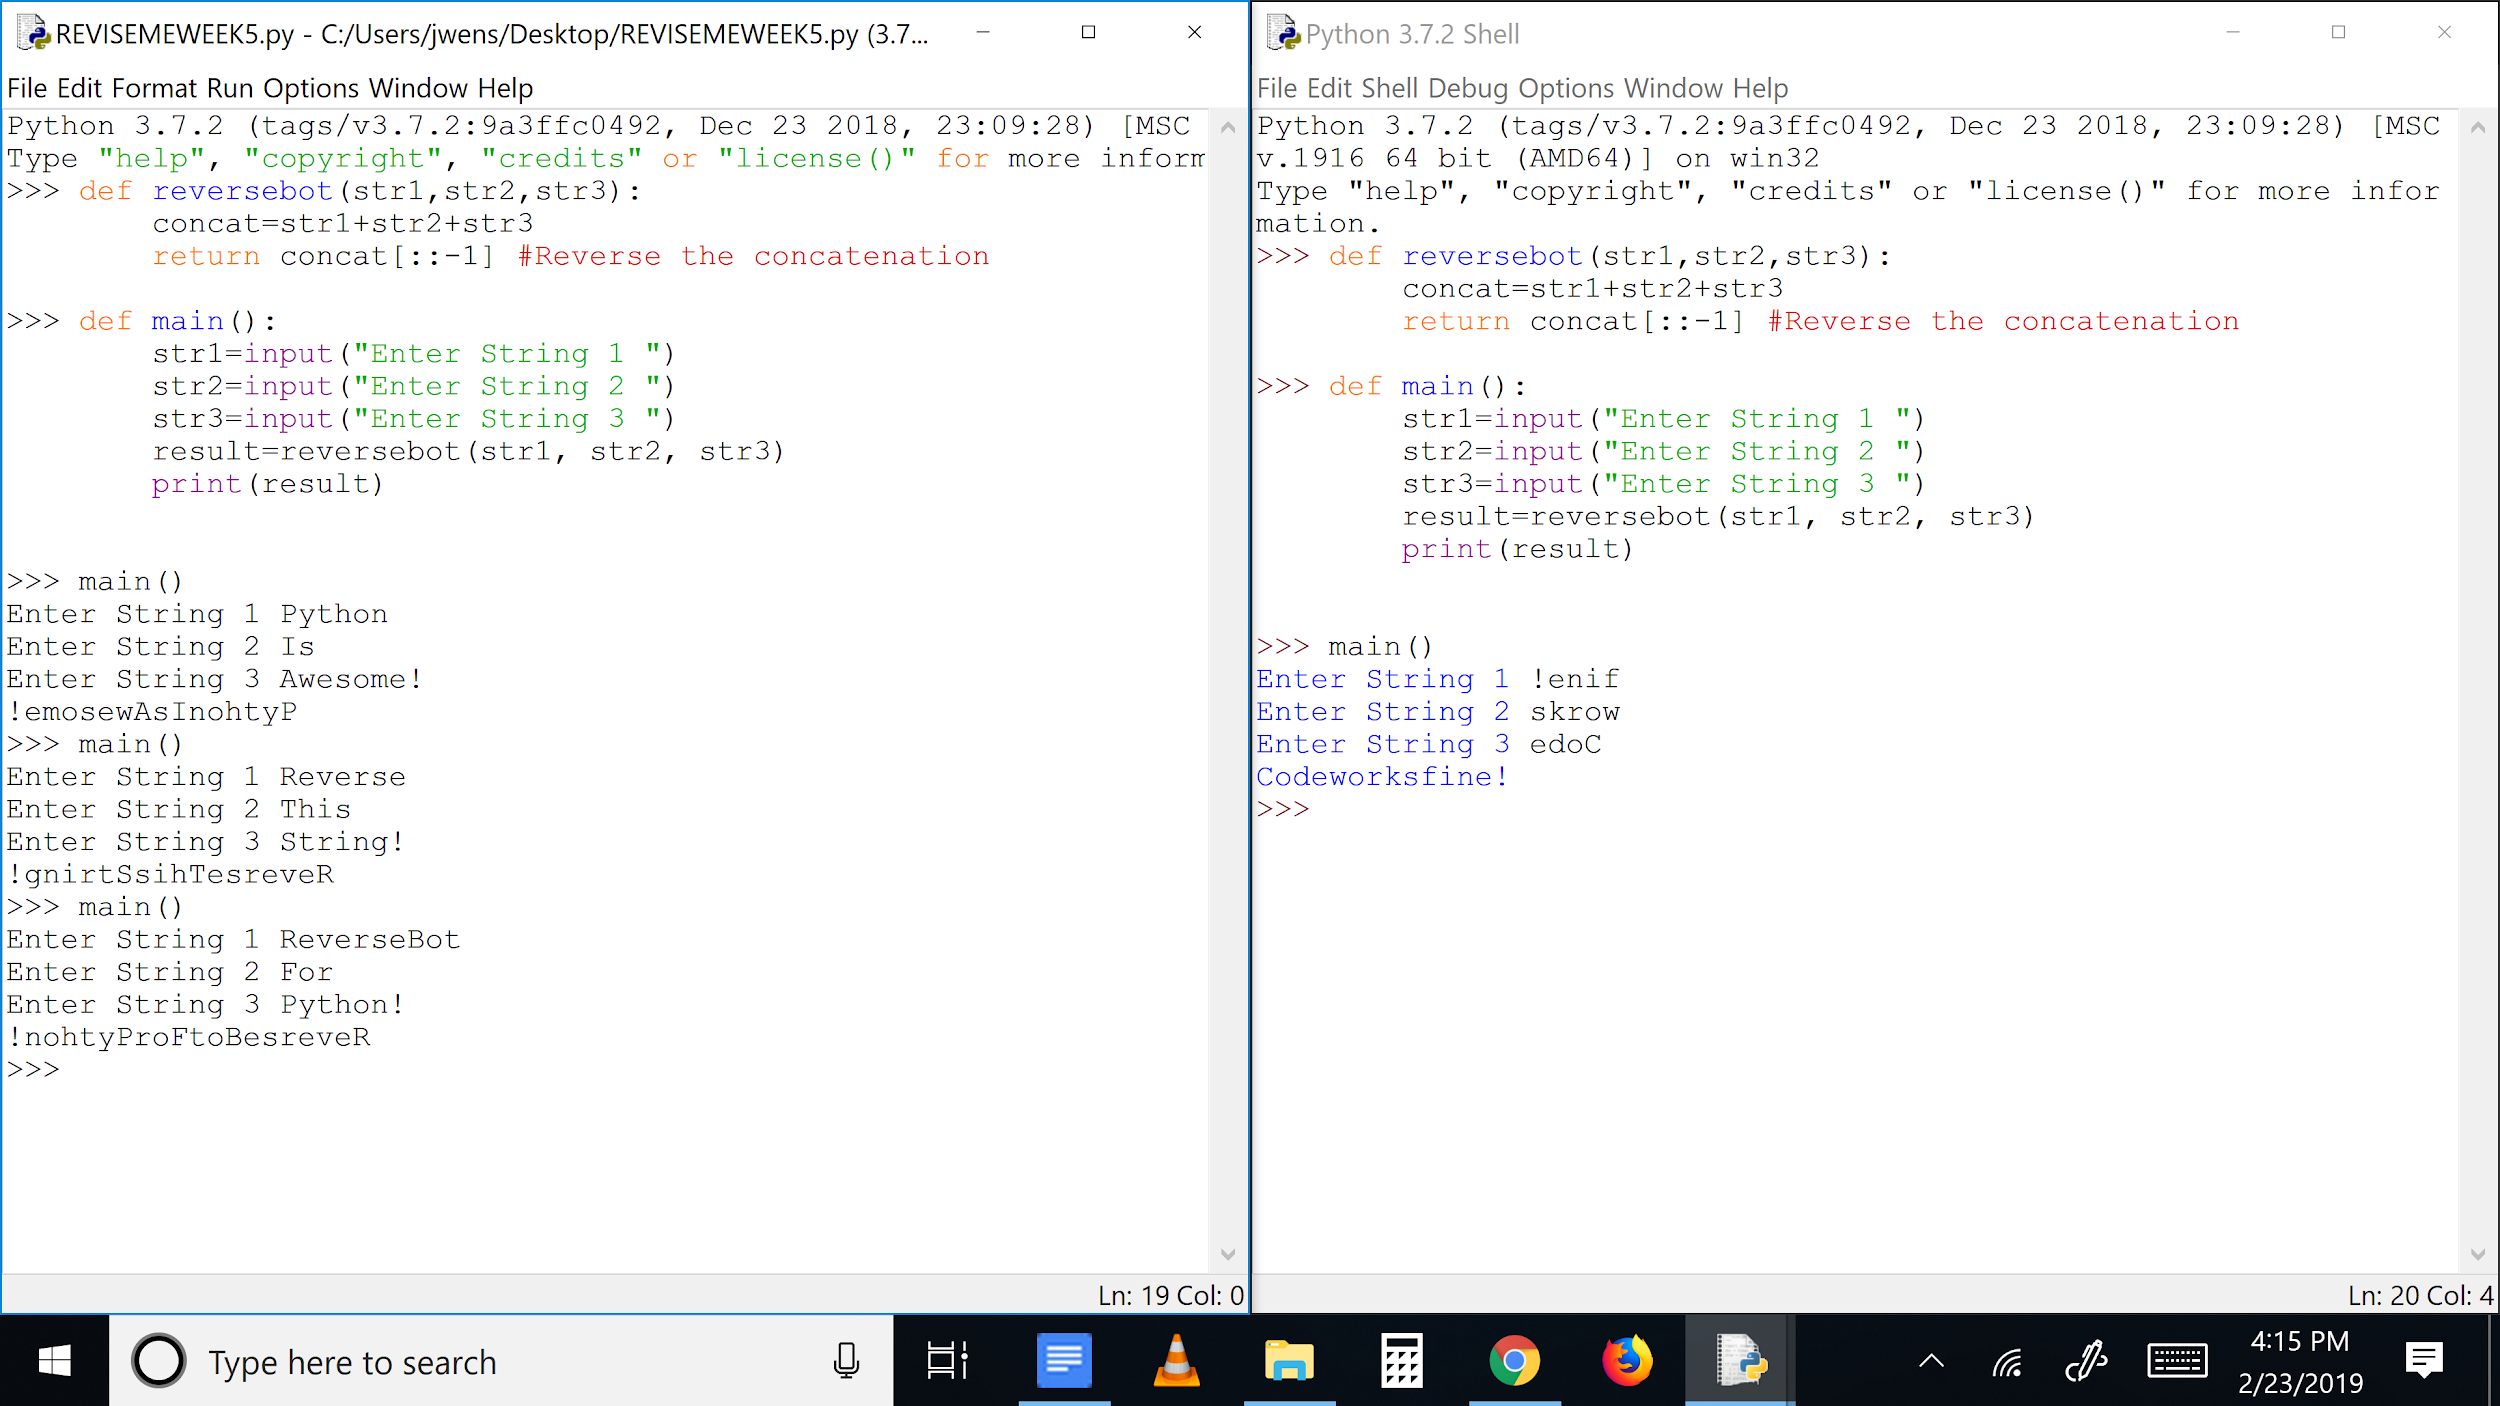 REVISEMEWEEK5.py - C:/Users/jwens/Desktop/REVISEMEWEEK5.py (3.7...
File Edit Format Run Options Window Help
Python 3.7.2 (tags/v3.7.2:9a3ffc0492, Dec 23 2018, 23:09:28) [MSC
Type "help", "copyright", "credits" or "license()" for more inform
>>> def reversebot(str1,str2,str3):
        concat=str1+str2+str3
        return concat[::-1] #Reverse the concatenation
>>> def main():
        str1=input("Enter String 1 ")
        str2=input("Enter String 2 ")
        str3=input("Enter String 3 ")
        result=reversebot(str1, str2, str3)
        print(result)
>>> main()
Enter String 1 Python
Enter String 2 Is
Enter String 3 Awesome!
!emosewAsInohtyP
>>> main()
Enter String 1 Reverse
Enter String 2 This
Enter String 3 String!
!gnirtSsihTesreveR
>>> main()
Enter String 1 ReverseBot
Enter String 2 For
Enter String 3 Python!
!nohtyProFtoBesreveR
>>>
Ln: 19 Col: 0
Python 3.7.2 Shell
File Edit Shell Debug Options Window Help
Python 3.7.2 (tags/v3.7.2:9a3ffc0492, Dec 23 2018, 23:09:28) [MSC
v.1916 64 bit (AMD64)] on win32
Type "help", "copyright", "credits" or "license()" for more infor
mation.
>>> def reversebot(str1,str2,str3):
        concat=str1+str2+str3
        return concat[::-1] #Reverse the concatenation
>>> def main():
        str1=input("Enter String 1 ")
        str2=input("Enter String 2 ")
        str3=input("Enter String 3 ")
        result=reversebot(str1, str2, str3)
        print(result)
>>> main()
Enter String 1 !enif
Enter String 2 skrow
Enter String 3 edoC
Codeworksfine!
>>>
Ln: 20 Col: 4
Type here to search
4:15 PM
2/23/2019